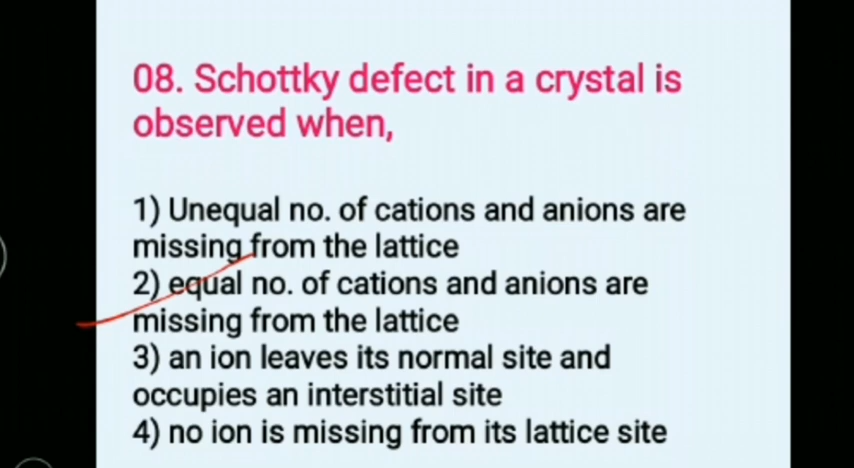 08. Schottky defect in a crystal is
observed when,
1) Unequal no. of cations and anions are
missing from the lattice
2) equal no. of cations and anions are
missing from the lattice
3) an ion leaves its normal site and
occupies an interstitial site
4) no ion is missing from its lattice site